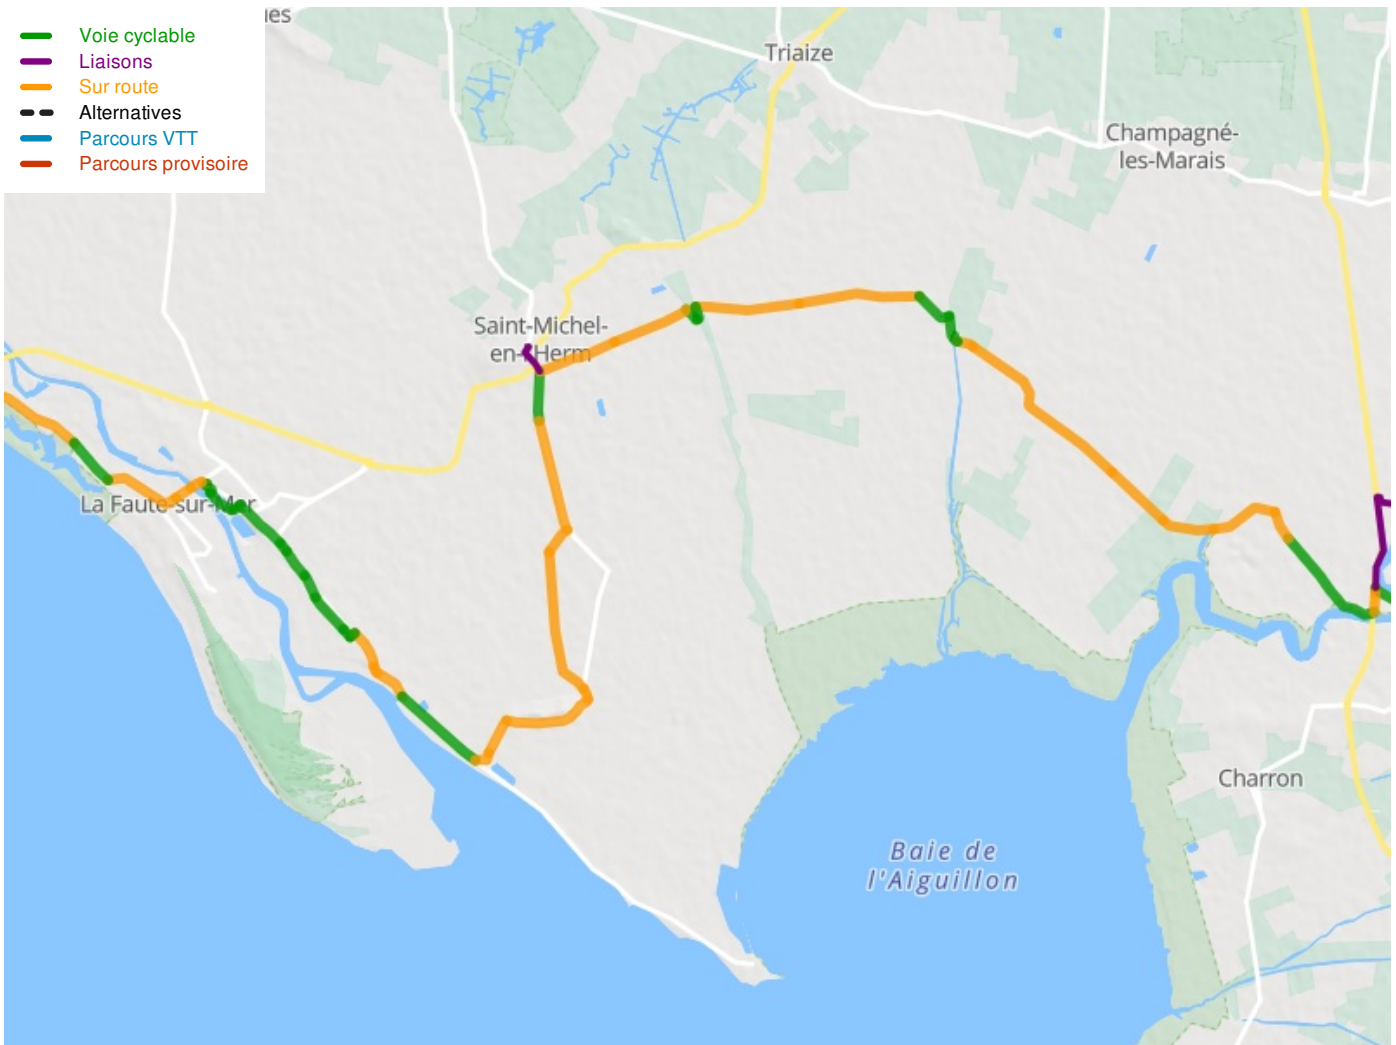 Voie cyclable
Liaisons
Sur route
Alternatives
Parcours VTT
Parcours provisoire
Triaize
Champagné-
les-Marais
Saint-Michel-
en-l'Herm
La Faute-sur-Mer
Charron
Baie de
l'Aiguillon